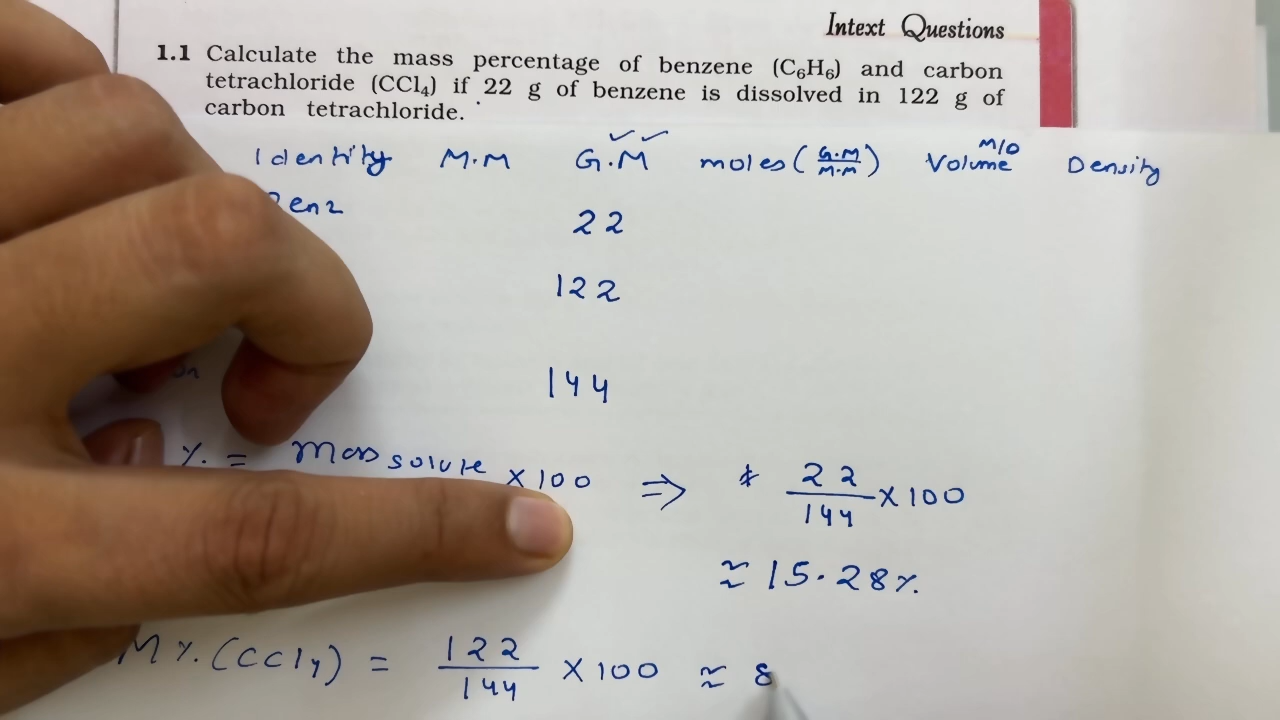 Intext Questions
1.1 Calculate the mass percentage of benzene (C₆H₆) and carbon
tetrachloride (CCl₄) if 22 g of benzene is dissolved in 122 g of
carbon tetrachloride.
Identity M.M G.M moles (G.M/M.M) Volume M/D Density
22
122
144
%. = Mass solute × 100 ⇒ 22/144 × 100
≈ 15.28%.
M%. (CCl4) = 122/144 × 100 ≈ 8